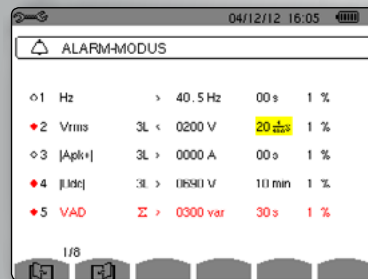 04/12/12 16:05
ALARM-MODUS
1 Hz > 40.5 Hz 00 s 1 %
2 Vrms 3L < 0200 V 20 s 1 %
3 |Apk+| 3L > 0000 A 00 s 1 %
4 |Udc| 3L > 0690 V 10 min 1 %
5 VAD Σ > 0300 var 30 s 1 %
1/8